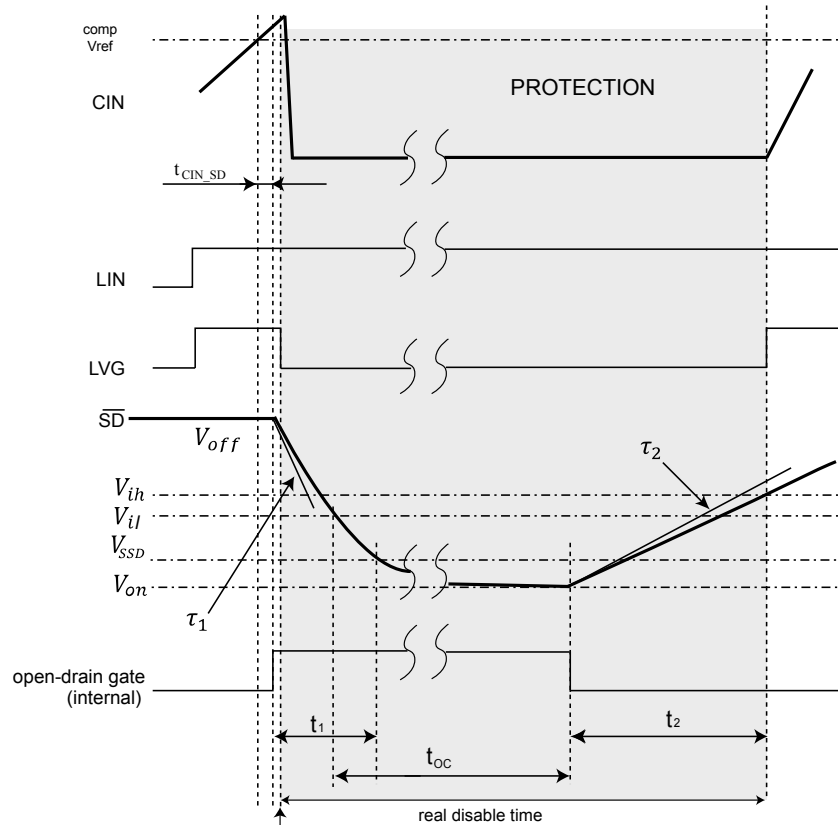 comp
Vref
PROTECTION
CIN
t CIN_SD
LIN
LVG
SD
Voff
τ2
Vih
Vil
VSSD
Von
τ1
open-drain gate
(internal)
t1
t2
tOC
real disable time